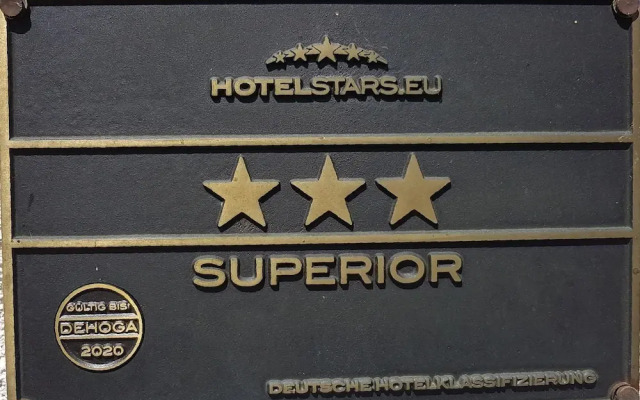 HOTELSTARS.EU
SUPERIOR
GÜLTIG BIS:
DEHOGA
2020
DEUTSCHE HOTELKLASSIFIZIERUNG